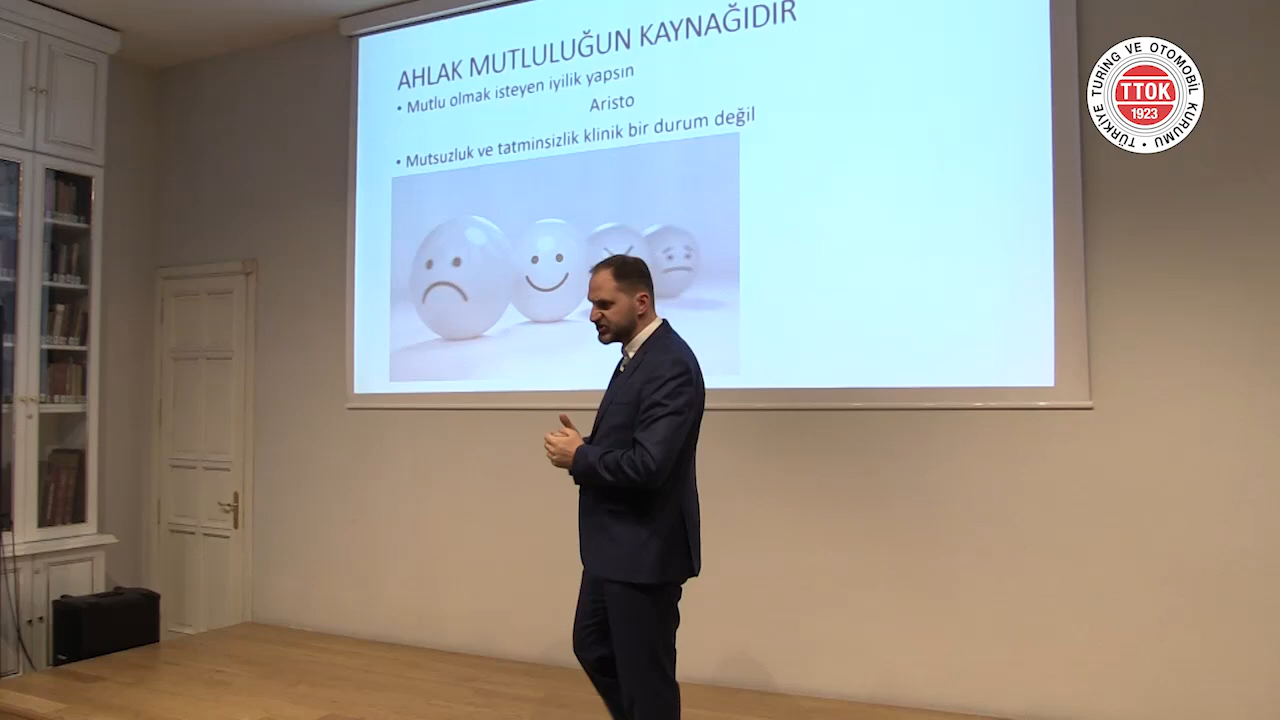 AHLAK MUTLULUĞUN KAYNAĞIDIR
• Mutlu olmak isteyen iyilik yapsın
Aristo
• Mutsuzluk ve tatminsizlik klinik bir durum değil
TÜRKİYE TURİNG VE OTOMOBİL KURUMU •
TTOK
1923